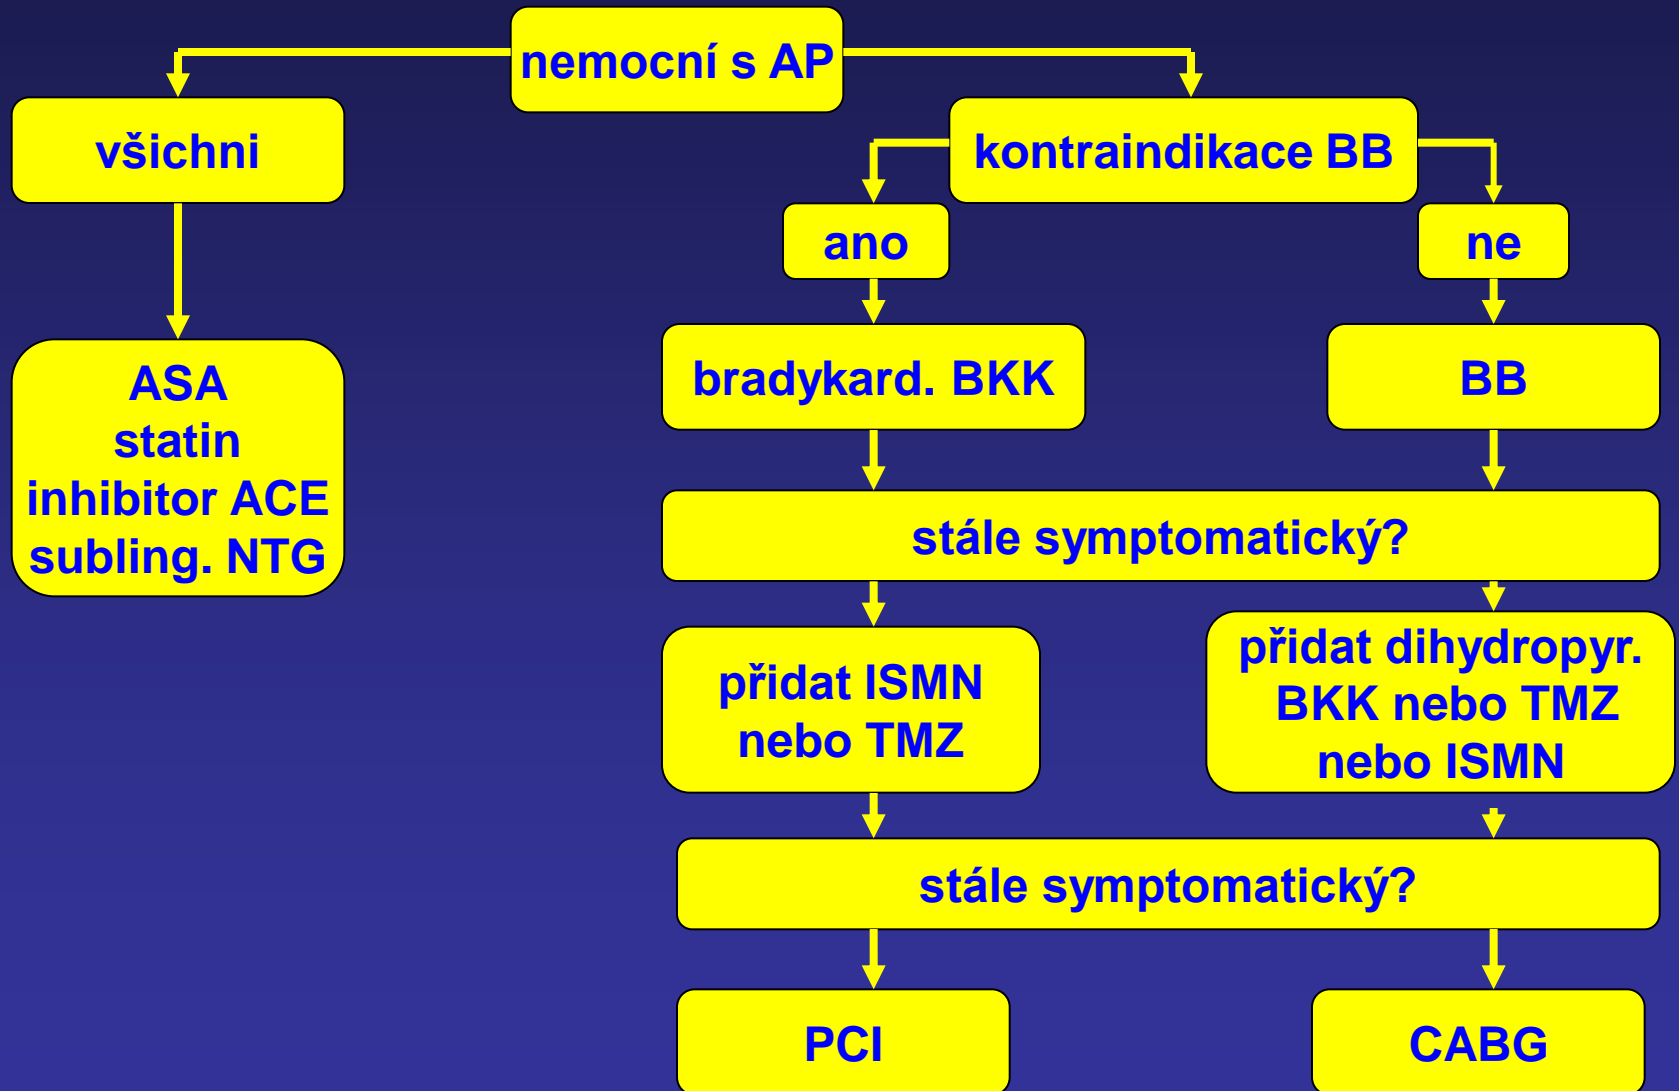 nemocní s AP
všichni
kontraindikace BB
ano
ne
ASA
statin
inhibitor ACE
subling. NTG
bradykard. BKK
BB
stále symptomatický?
přidat ISMN
nebo TMZ
přidat dihydropyr.
BKK nebo TMZ
nebo ISMN
stále symptomatický?
PCI
CABG